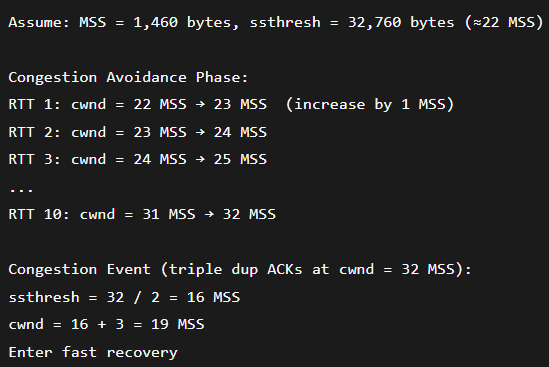 Assume: MSS = 1,460 bytes, ssthresh = 32,760 bytes (≈22 MSS)
Congestion Avoidance Phase:
RTT 1: cwnd = 22 MSS → 23 MSS  (increase by 1 MSS)
RTT 2: cwnd = 23 MSS → 24 MSS
RTT 3: cwnd = 24 MSS → 25 MSS
...
RTT 10: cwnd = 31 MSS → 32 MSS
Congestion Event (triple dup ACKs at cwnd = 32 MSS):
ssthresh = 32 / 2 = 16 MSS
cwnd = 16 + 3 = 19 MSS
Enter fast recovery